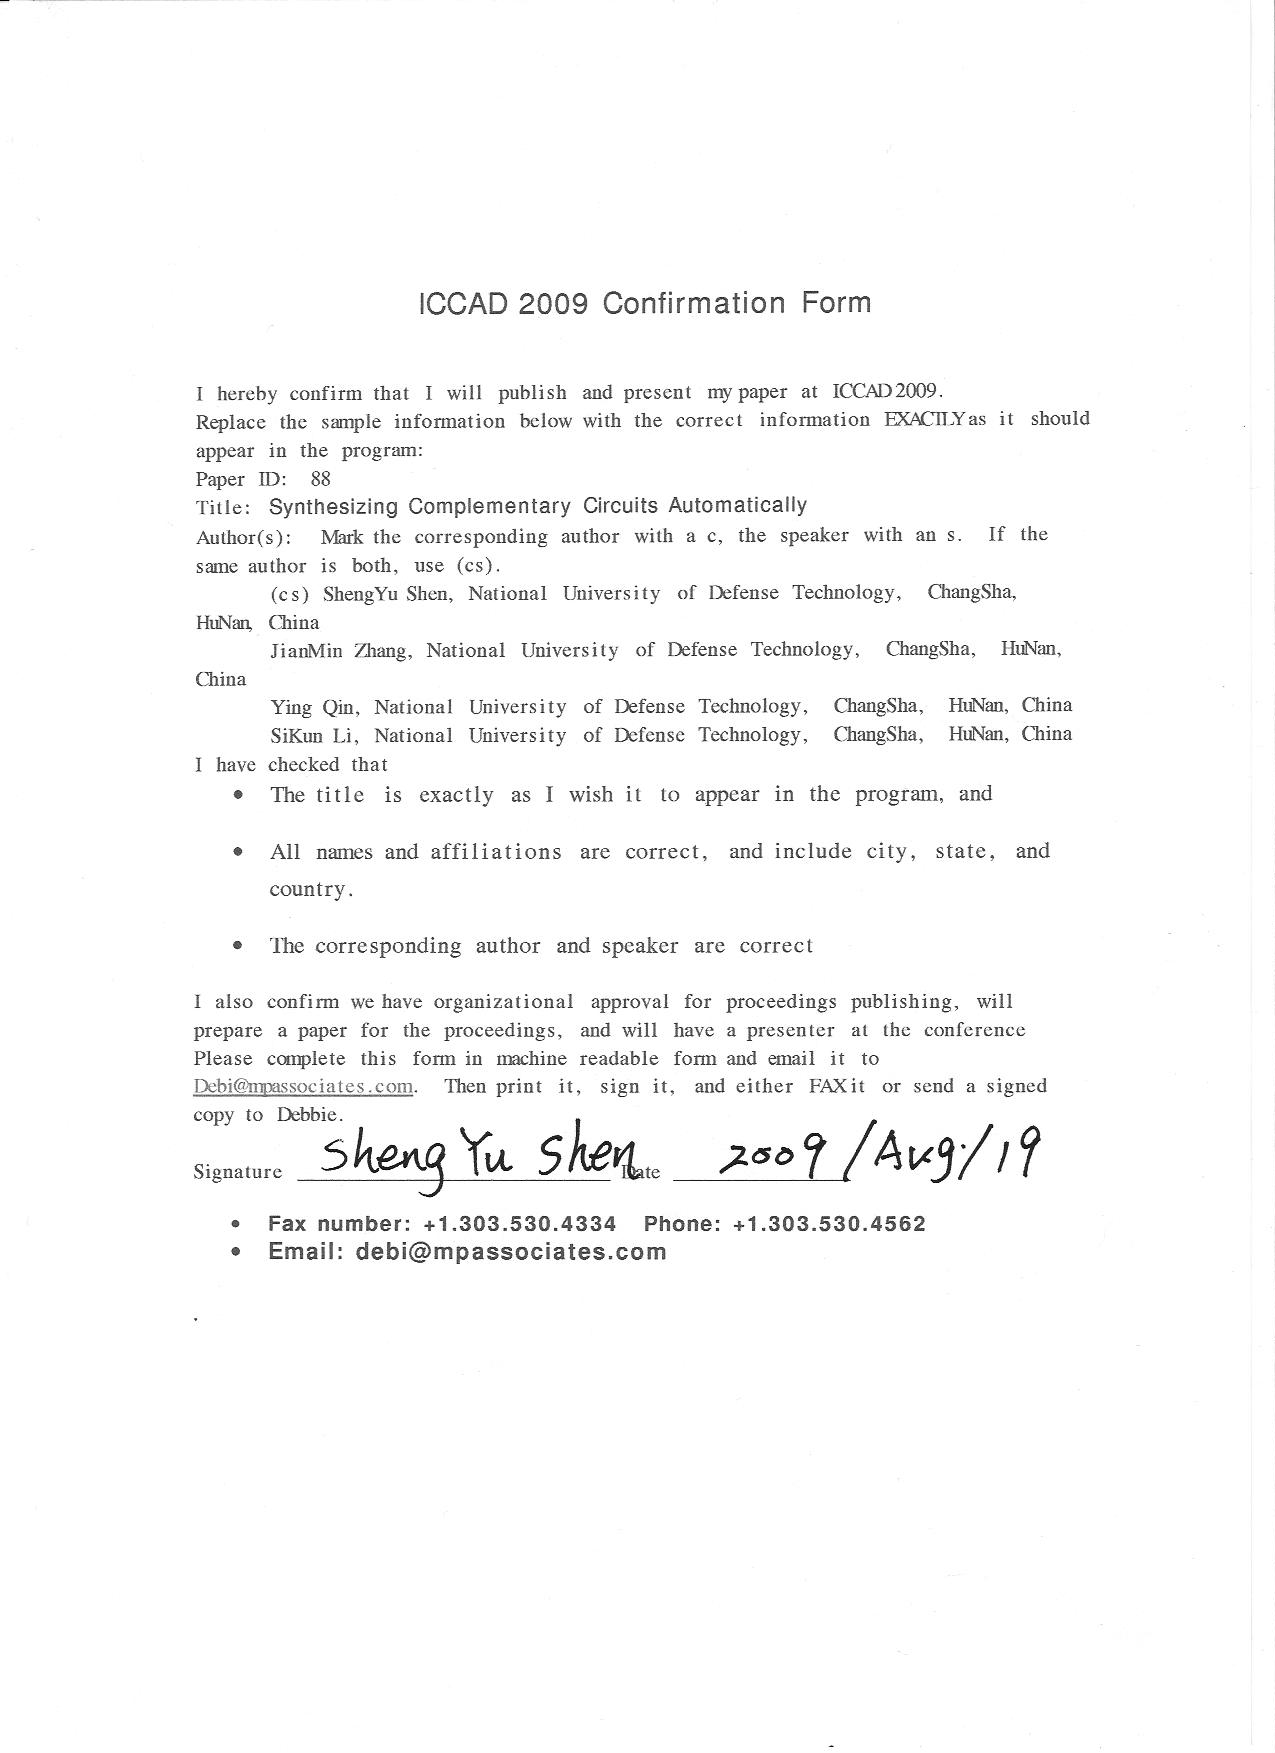 ICCAD 2009 Confirmation Form
I hereby confirm that I will publish and present my paper at ICCAD 2009.
Replace the sample information below with the correct information EXACTLY as it should
appear in the program:
Paper ID: 88
Title: Synthesizing Complementary Circuits Automatically
Author(s): Mark the corresponding author with a c, the speaker with an s. If the
same author is both, use (cs).
(cs) ShengYu Shen, National University of Defense Technology, ChangSha,
HuNan, China
JianMin Zhang, National University of Defense Technology, ChangSha, HuNan,
China
Ying Qin, National University of Defense Technology, ChangSha, HuNan, China
SiKun Li, National University of Defense Technology, ChangSha, HuNan, China
I have checked that
• The title is exactly as I wish it to appear in the program, and
• All names and affiliations are correct, and include city, state, and
country.
• The corresponding author and speaker are correct
I also confirm we have organizational approval for proceedings publishing, will
prepare a paper for the proceedings, and will have a presenter at the conference
Please complete this form in machine readable form and email it to
Debi@mpassociates.com. Then print it, sign it, and either FAX it or send a signed
copy to Debbie.
Signature ShengYu Shen Date 2009/Aug./19
• Fax number: +1.303.530.4334 Phone: +1.303.530.4562
• Email: debi@mpassociates.com
.